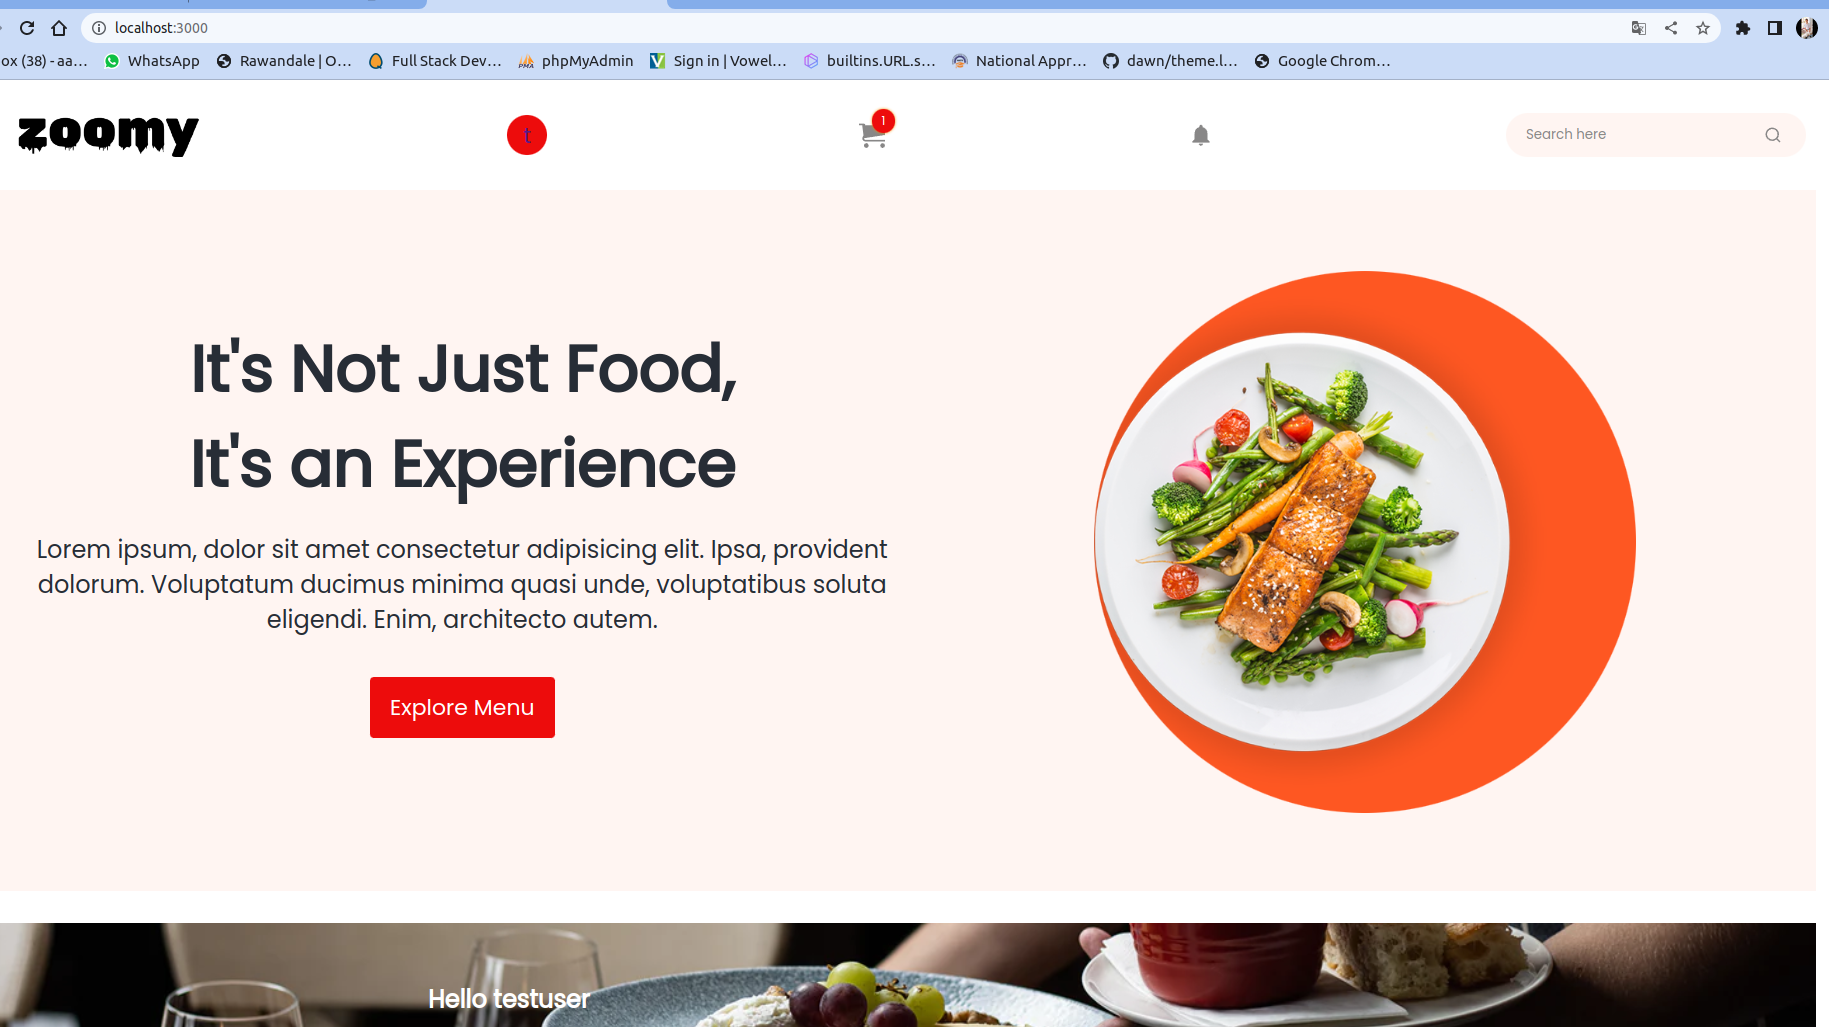 localhost:3000
ox (38) - aa...
WhatsApp
Rawandale | O...
Full Stack Dev...
phpMyAdmin
Sign in | Vowel...
builtins.URL.s...
National Appr...
dawn/theme.l...
Google Chrom...
zoomy
t
1
Search here
It's Not Just Food,
It's an Experience
Lorem ipsum, dolor sit amet consectetur adipisicing elit. Ipsa, provident
dolorum. Voluptatum ducimus minima quasi unde, voluptatibus soluta
eligendi. Enim, architecto autem.
Explore Menu
Hello testuser